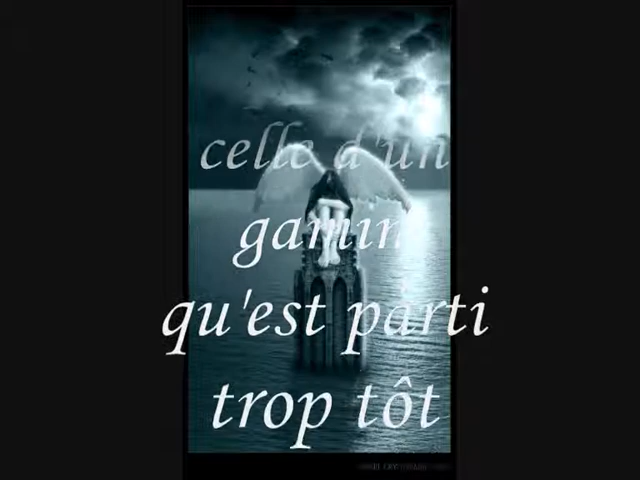 celle d'un
gamin
qu'est parti
trop tôt